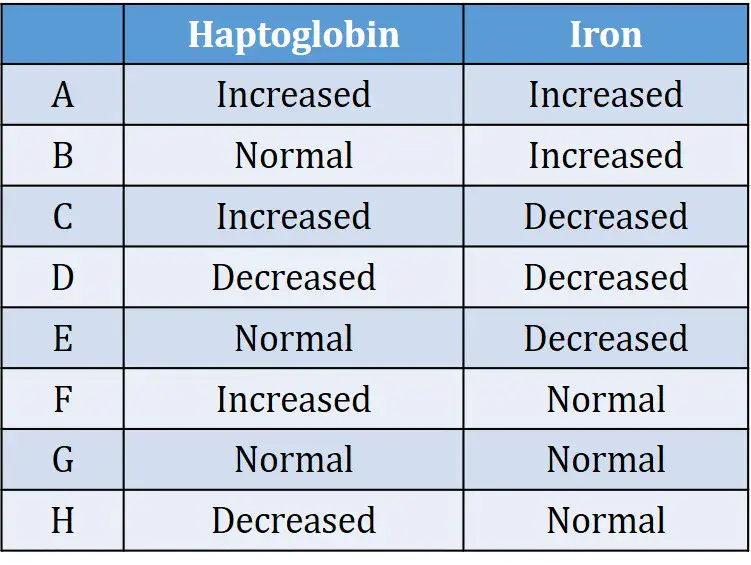 Haptoglobin Iron
A Increased Increased
B Normal Increased
C Increased Decreased
D Decreased Decreased
E Normal Decreased
F Increased Normal
G Normal Normal
H Decreased Normal